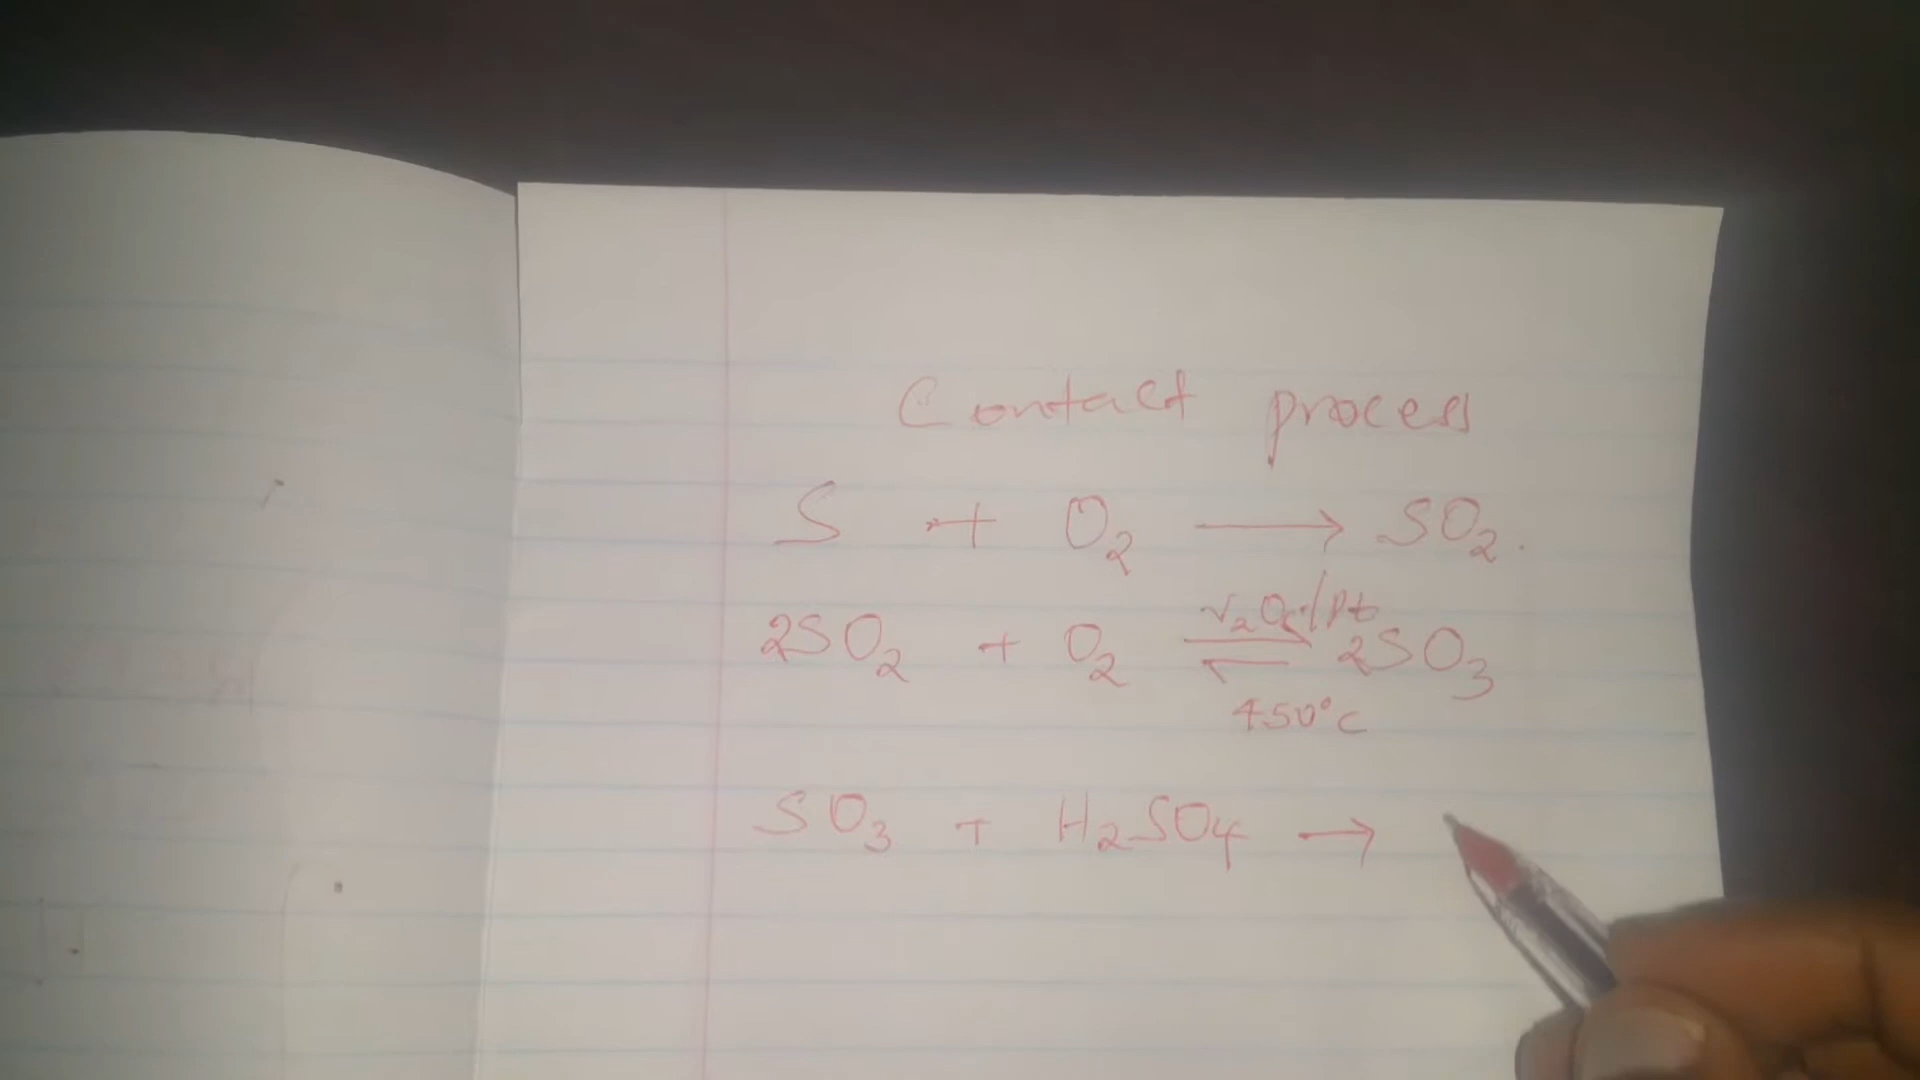 Contact process
S + O₂ → SO₂.
V₂O₅/Pt
2SO₂ + O₂ ⇌ 2SO₃
450°C
SO₃ + H₂SO₄ →